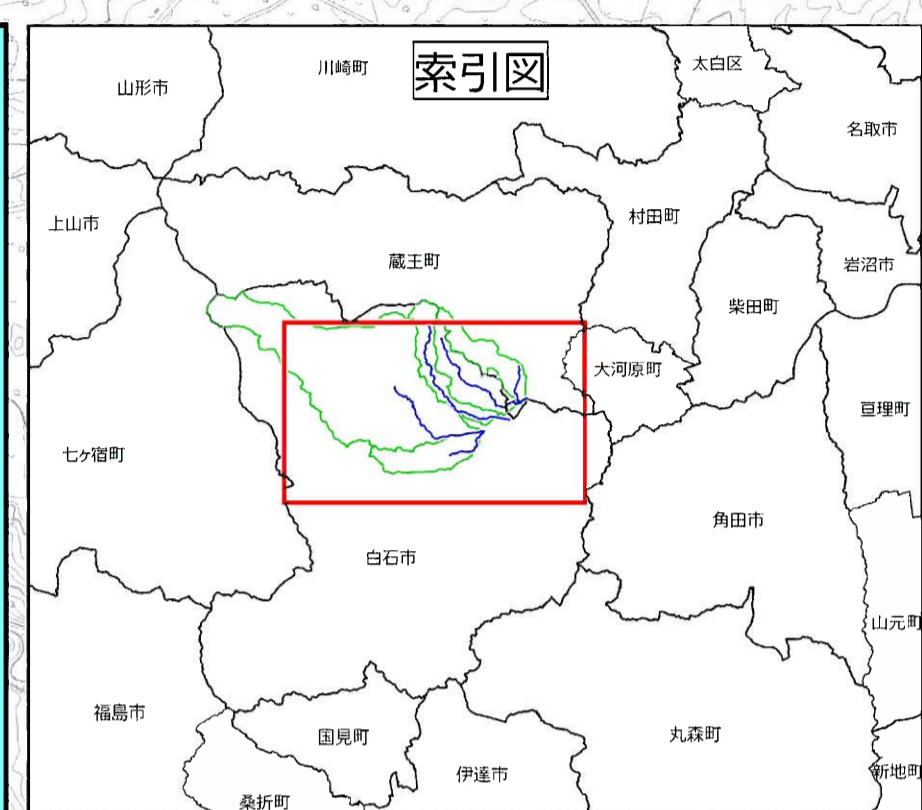 索引図
川崎町
太白区
山形市
名取市
村田町
上山市
蔵王町
岩沼市
柴田町
大河原町
亘理町
七ヶ宿町
角田市
白石市
山元町
福島市
国見町
丸森町
伊達市
新地町
桑折町